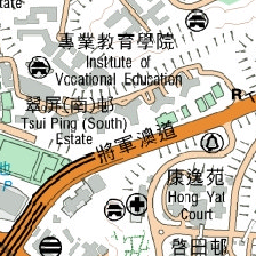 state
專業教育學院
Institute of
Vocational Education
翠屏(南)邨
Tsui Ping (South)
Estate
將軍澳道
R
康逸苑
Hong Yat
Court
啓田邨